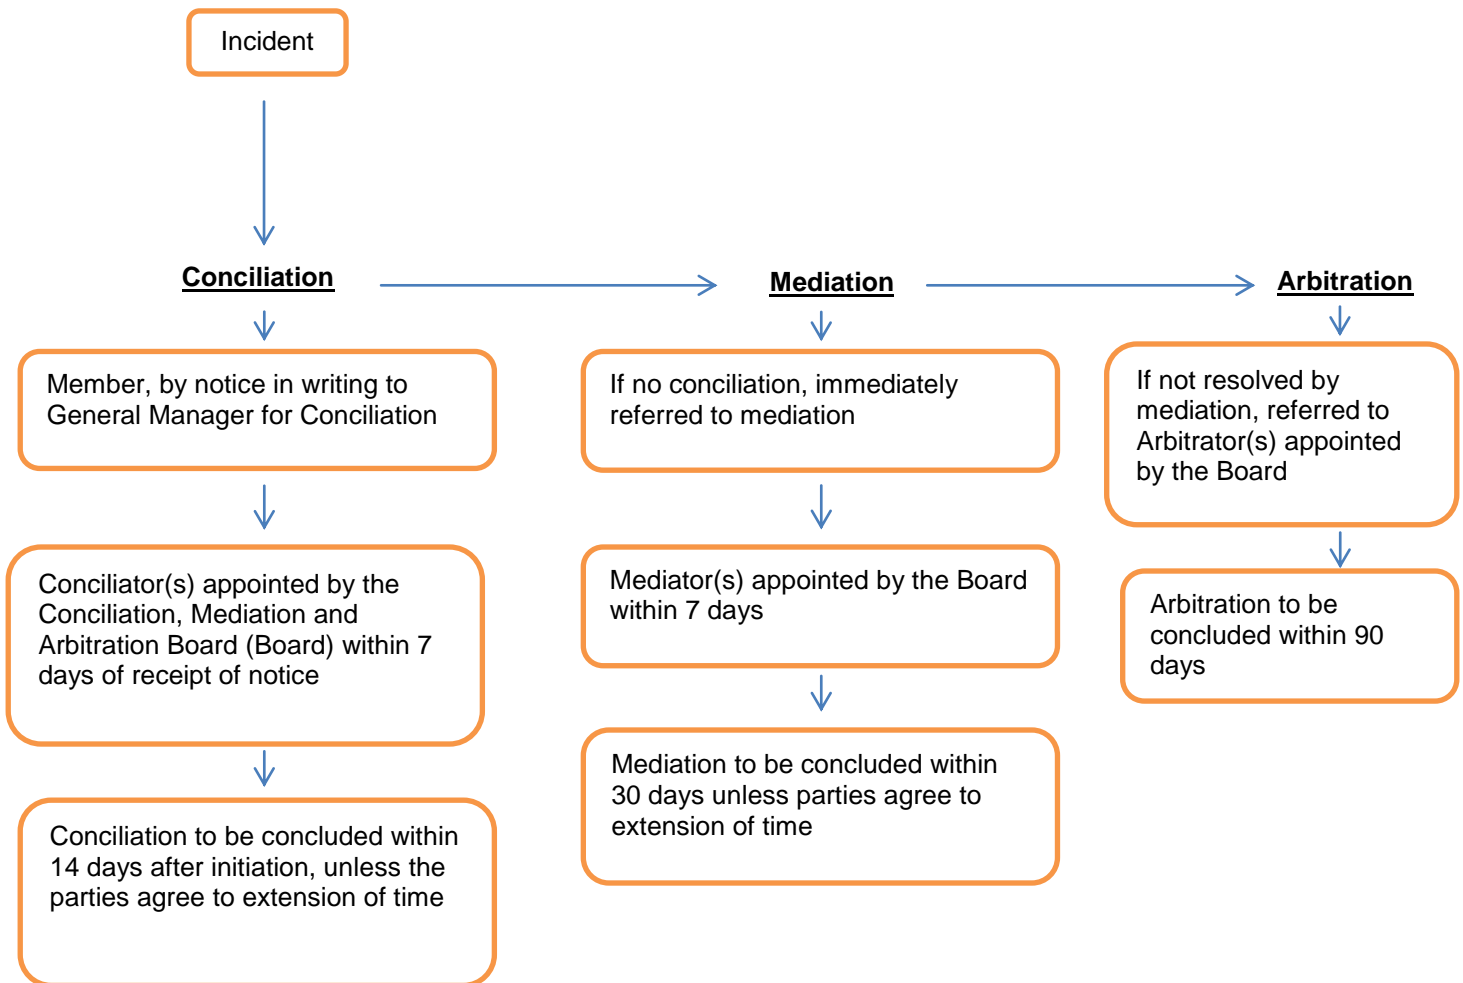 Incident
Conciliation
Mediation
Arbitration
Member, by notice in writing to
General Manager for Conciliation
Conciliator(s) appointed by the
Conciliation, Mediation and
Arbitration Board (Board) within 7
days of receipt of notice
Conciliation to be concluded within
14 days after initiation, unless the
parties agree to extension of time
If no conciliation, immediately
referred to mediation
Mediator(s) appointed by the Board
within 7 days
Mediation to be concluded within
30 days unless parties agree to
extension of time
If not resolved by
mediation, referred to
Arbitrator(s) appointed
by the Board
Arbitration to be
concluded within 90
days